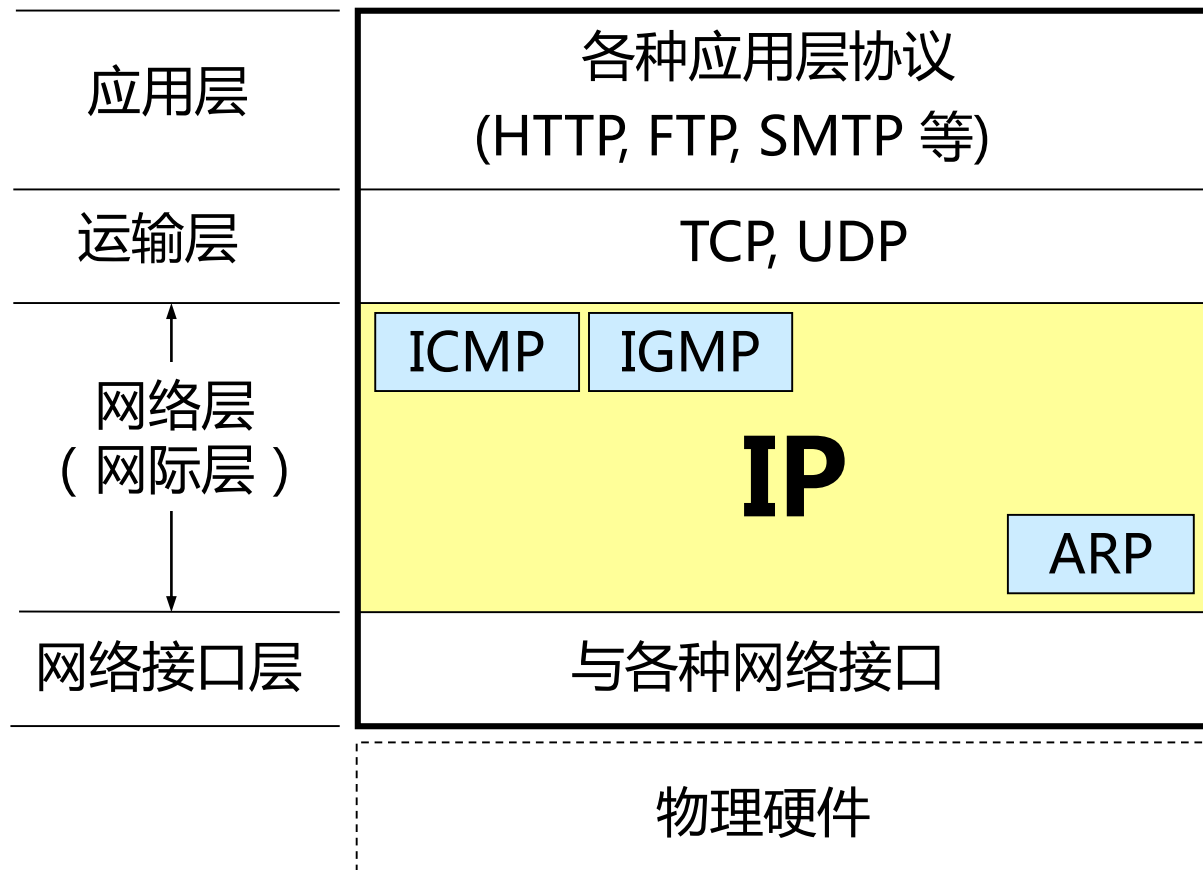 应用层
各种应用层协议
(HTTP, FTP, SMTP 等)
运输层
TCP, UDP
网络层
（网际层）
ICMP
IGMP
IP
ARP
网络接口层
与各种网络接口
物理硬件